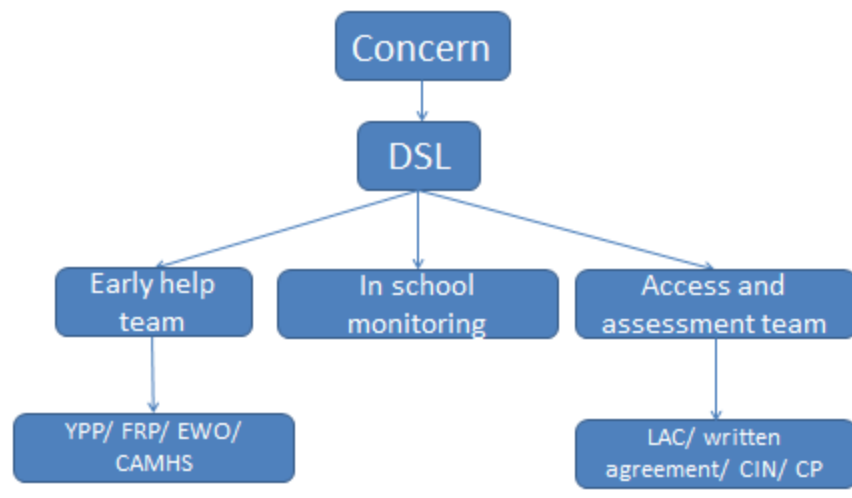 Concern
DSL
Early help
team
In school
monitoring
Access and
assessment team
YPP/ FRP/ EWO/
CAMHS
LAC/ written
agreement/ CIN/ CP